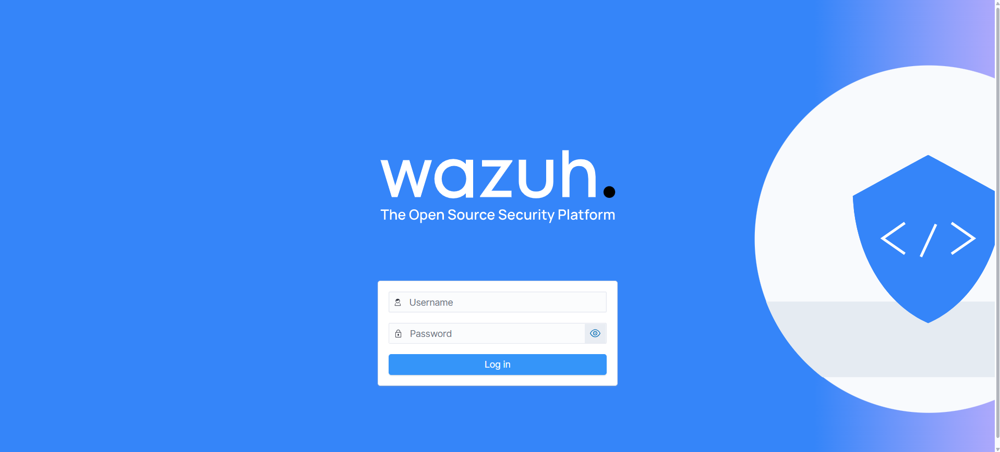 wazuh.
The Open Source Security Platform
Username
Password
Log in